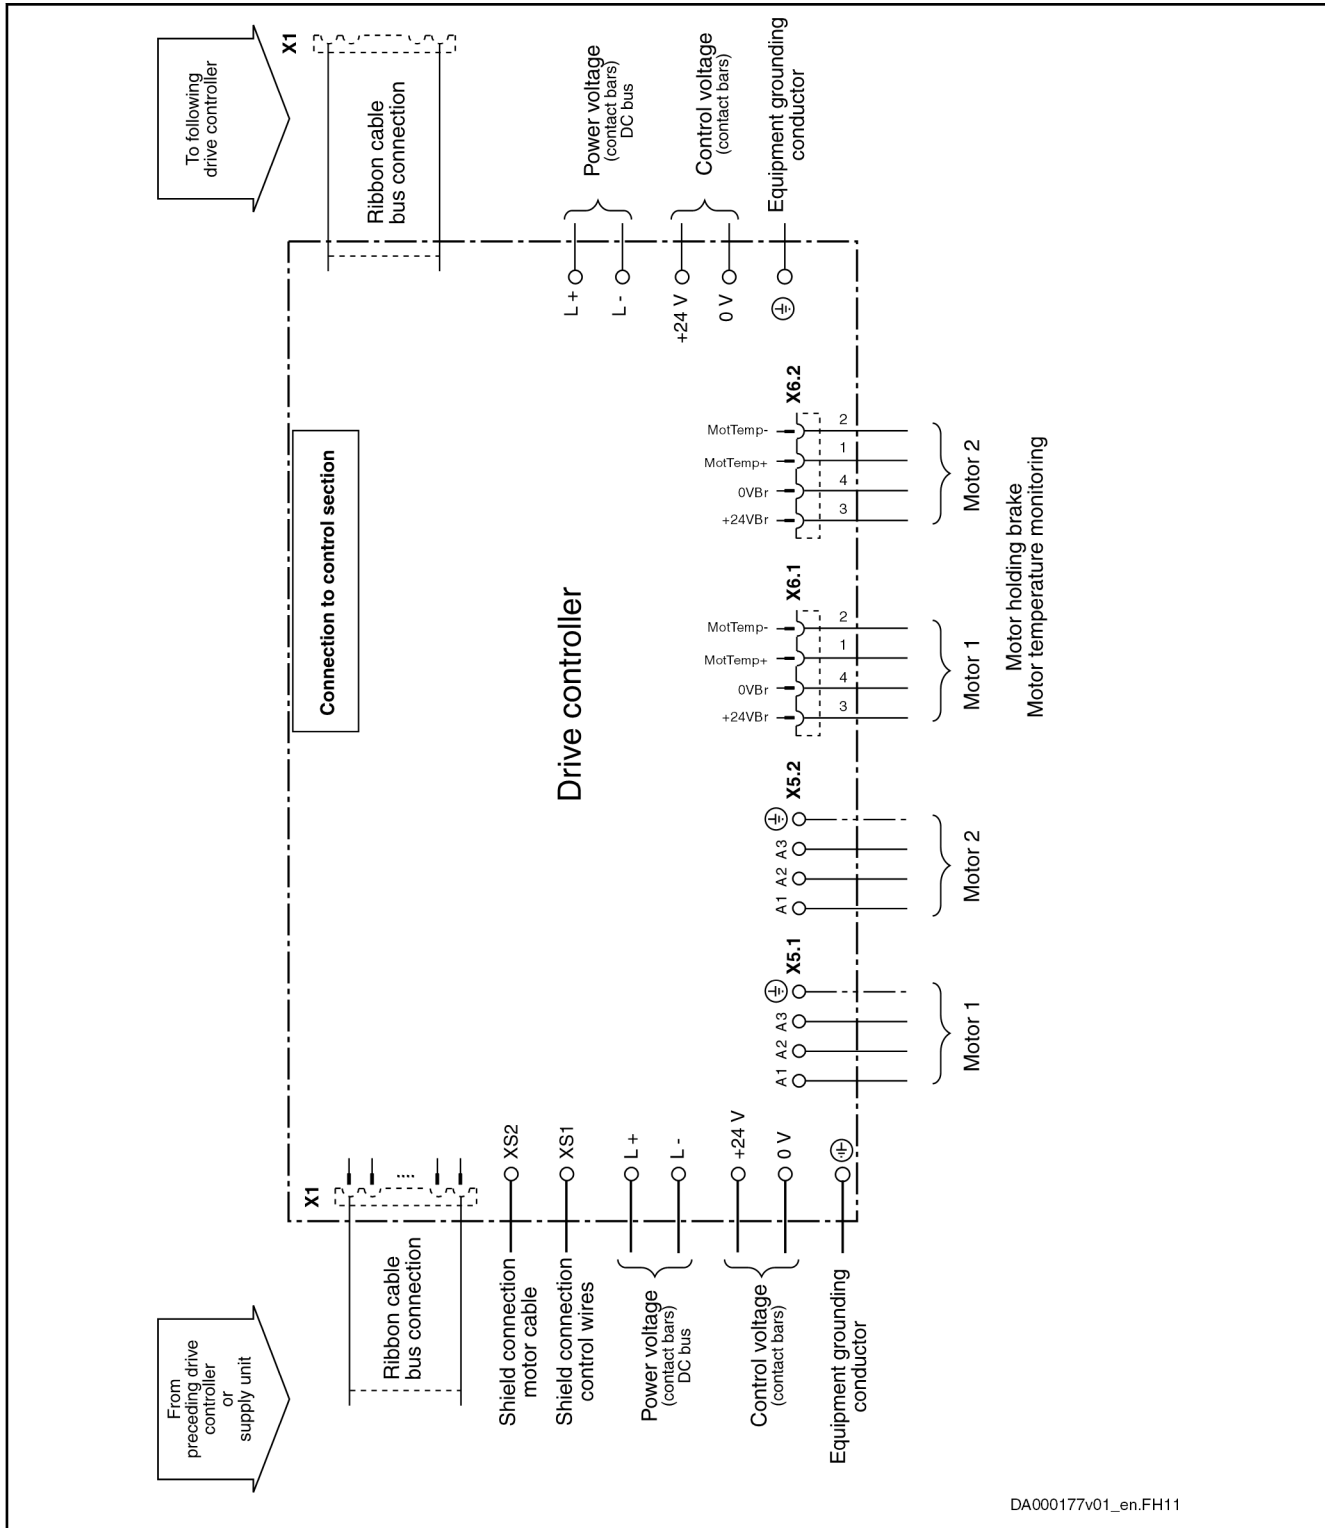 To following
drive controller
X1
Ribbon cable
bus connection
Power voltage
(contact bars)
DC bus
Control voltage
(contact bars)
Equipment grounding
conductor
L +
L -
+24 V
0 V
Connection to control section
Drive controller
X6.2
MotTemp-
2
MotTemp+
1
0VBr
4
+24VBr
3
Motor 2
X6.1
MotTemp-
2
MotTemp+
1
0VBr
4
+24VBr
3
Motor 1
Motor holding brake
Motor temperature monitoring
X5.2
A3
A2
A1
Motor 2
X5.1
A3
A2
A1
Motor 1
X1
XS2
XS1
L +
L -
+24 V
0 V
From
preceding drive
controller
or
supply unit
Ribbon cable
bus connection
Shield connection
motor cable
Shield connection
control wires
Power voltage
(contact bars)
DC bus
Control voltage
(contact bars)
Equipment grounding
conductor
DA000177v01_en.FH11